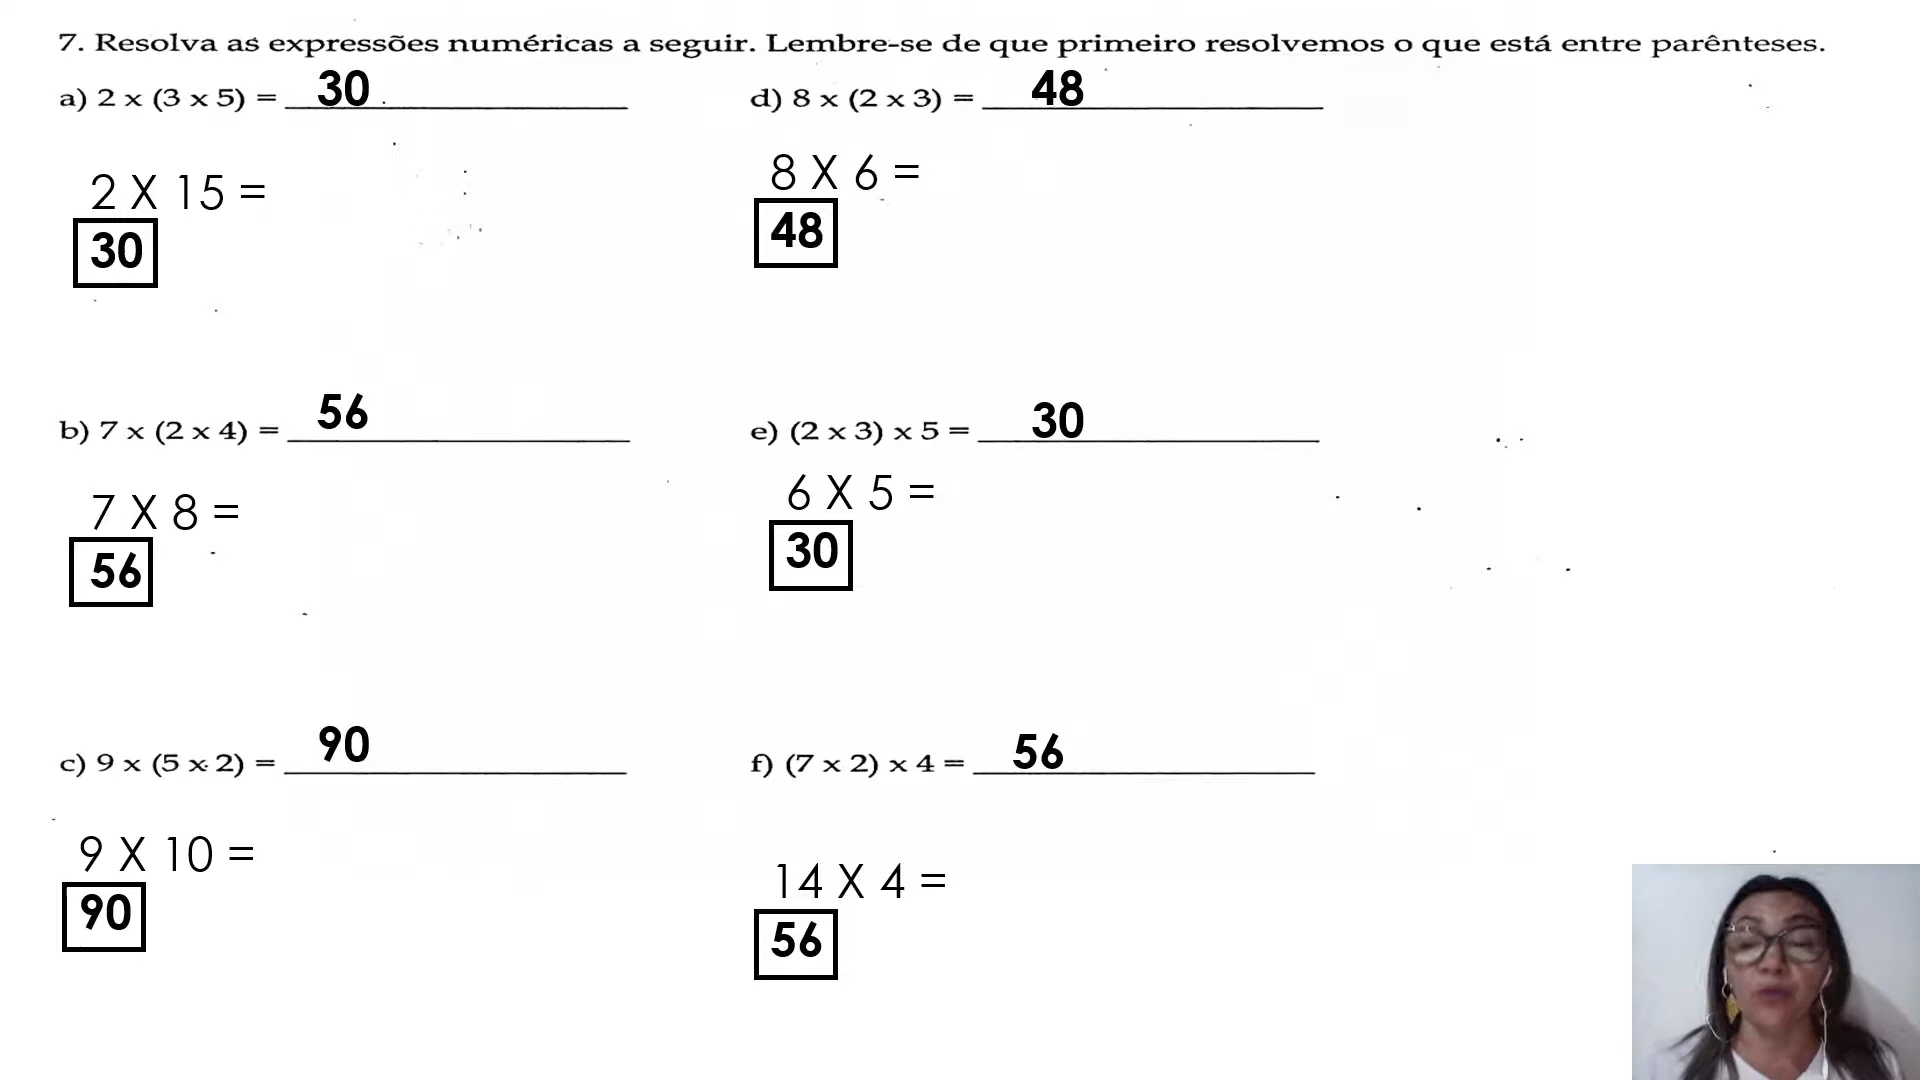 7. Resolva as expressões numéricas a seguir. Lembre-se de que primeiro resolvemos o que está entre parênteses.
a) 2 x (3 x 5) = 30
2 X 15 =
30
b) 7 x (2 x 4) = 56
7 X 8 =
56
c) 9 x (5 x 2) = 90
9 X 10 =
90
d) 8 x (2 x 3) = 48
8 X 6 =
48
e) (2 x 3) x 5 = 30
6 X 5 =
30
f) (7 x 2) x 4 = 56
14 X 4 =
56